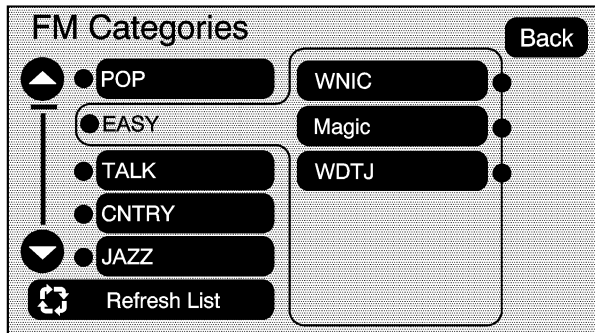 FM Categories
Back
POP
WNIC
EASY
Magic
TALK
WDTJ
CNTRY
JAZZ
Refresh List